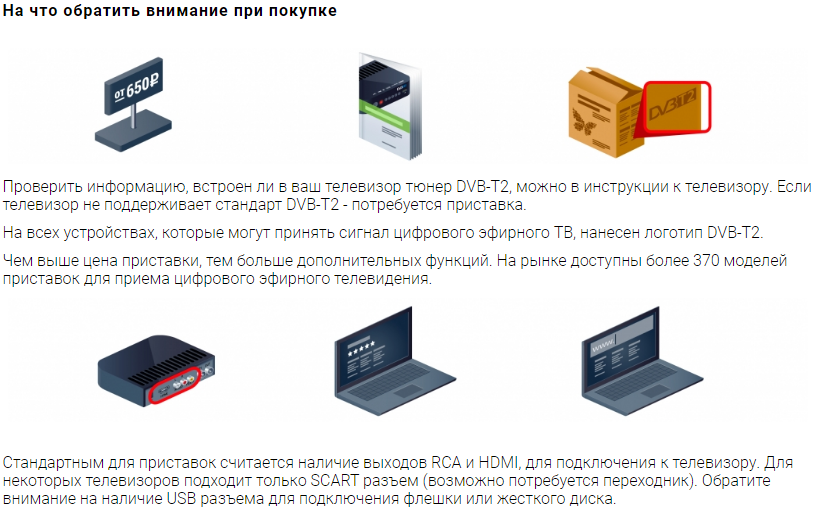 На что обратить внимание при покупке
от 650₽
DVBT2
Проверить информацию, встроен ли в ваш телевизор тюнер DVB-T2, можно в инструкции к телевизору. Если
телевизор не поддерживает стандарт DVB-T2 - потребуется приставка.
На всех устройствах, которые могут принять сигнал цифрового эфирного ТВ, нанесен логотип DVB-T2.
Чем выше цена приставки, тем больше дополнительных функций. На рынке доступны более 370 моделей
приставок для приема цифрового эфирного телевидения.
www.
Стандартным для приставок считается наличие выходов RCA и HDMI, для подключения к телевизору. Для
некоторых телевизоров подходит только SCART разъем (возможно потребуется переходник). Обратите
внимание на наличие USB разъема для подключения флешки или жесткого диска.